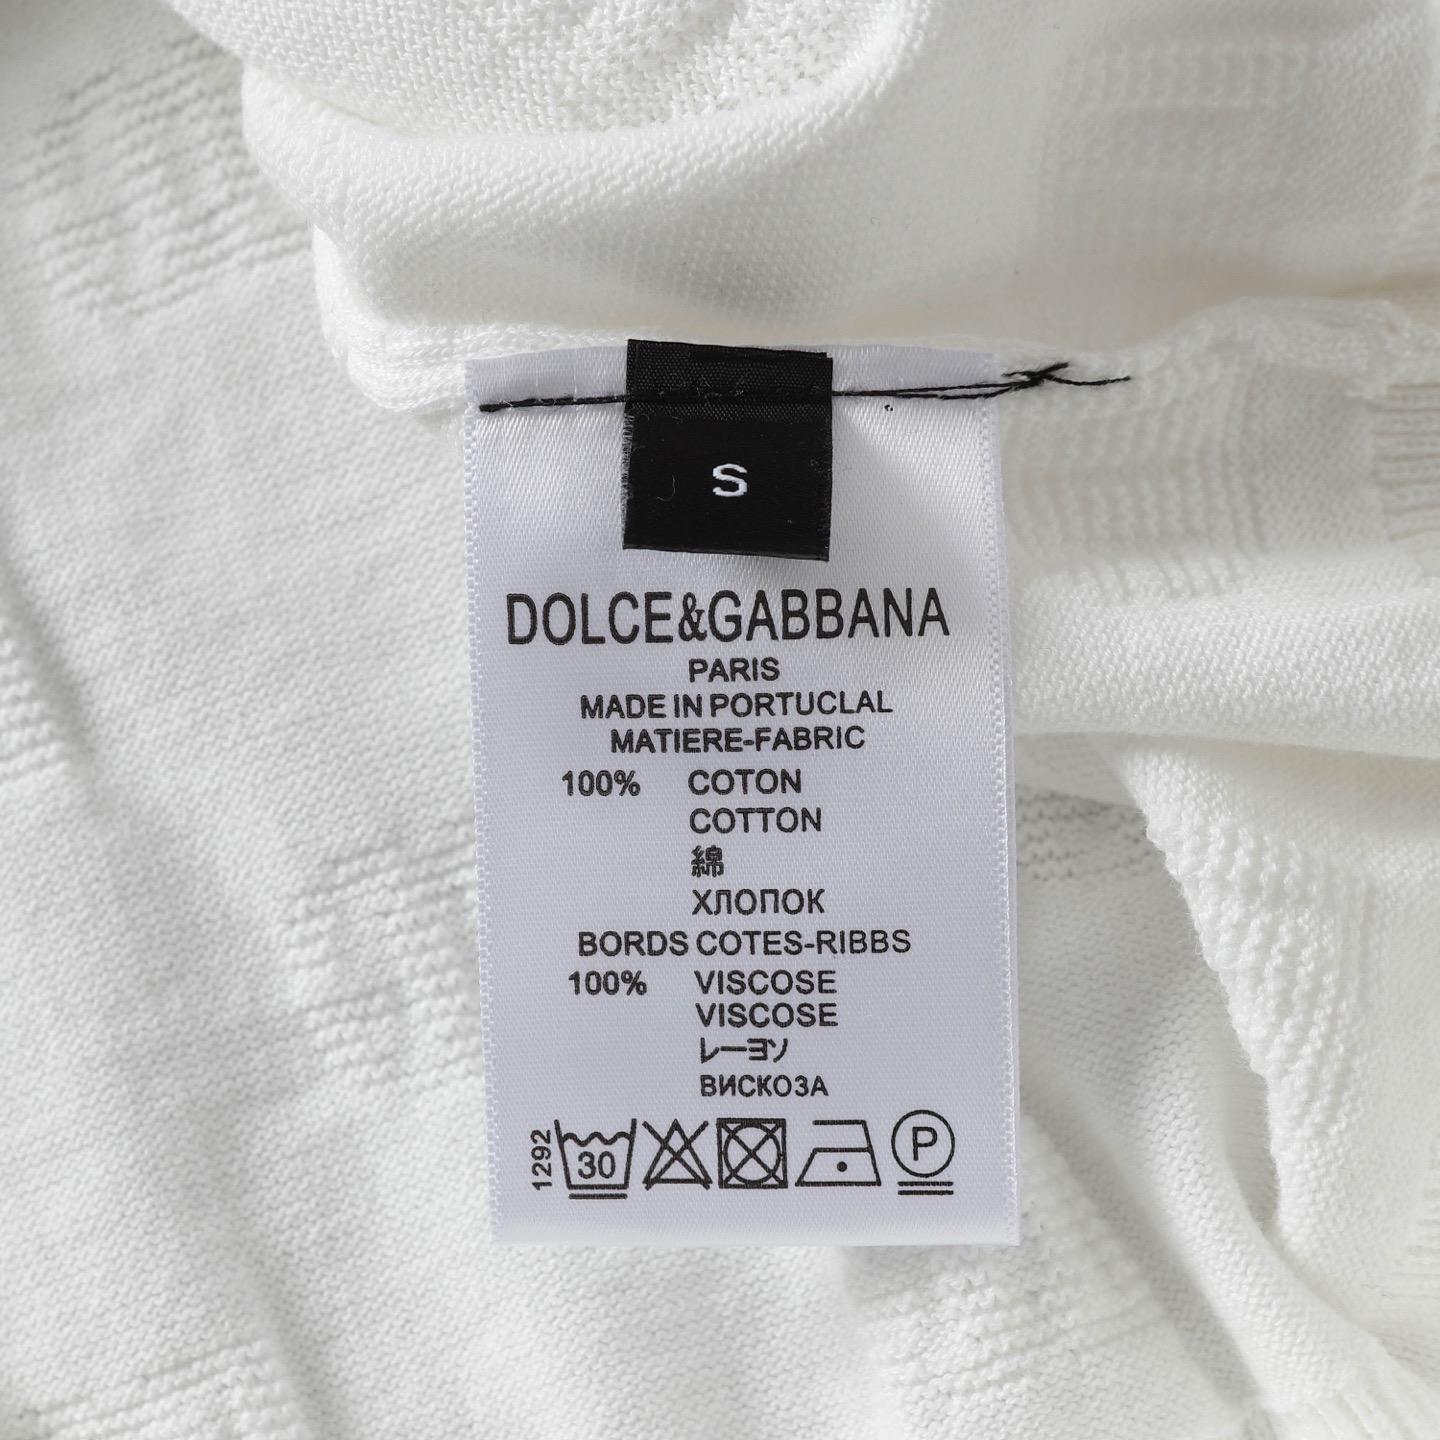 S
DOLCE&GABBANA
PARIS
MADE IN PORTUCLAL
MATIERE-FABRIC
100% COTON
COTTON
綿
ХЛОПОК
BORDS COTES-RIBBS
100% VISCOSE
VISCOSE
レーヨソ
ВИСКОЗА
1292 30 P